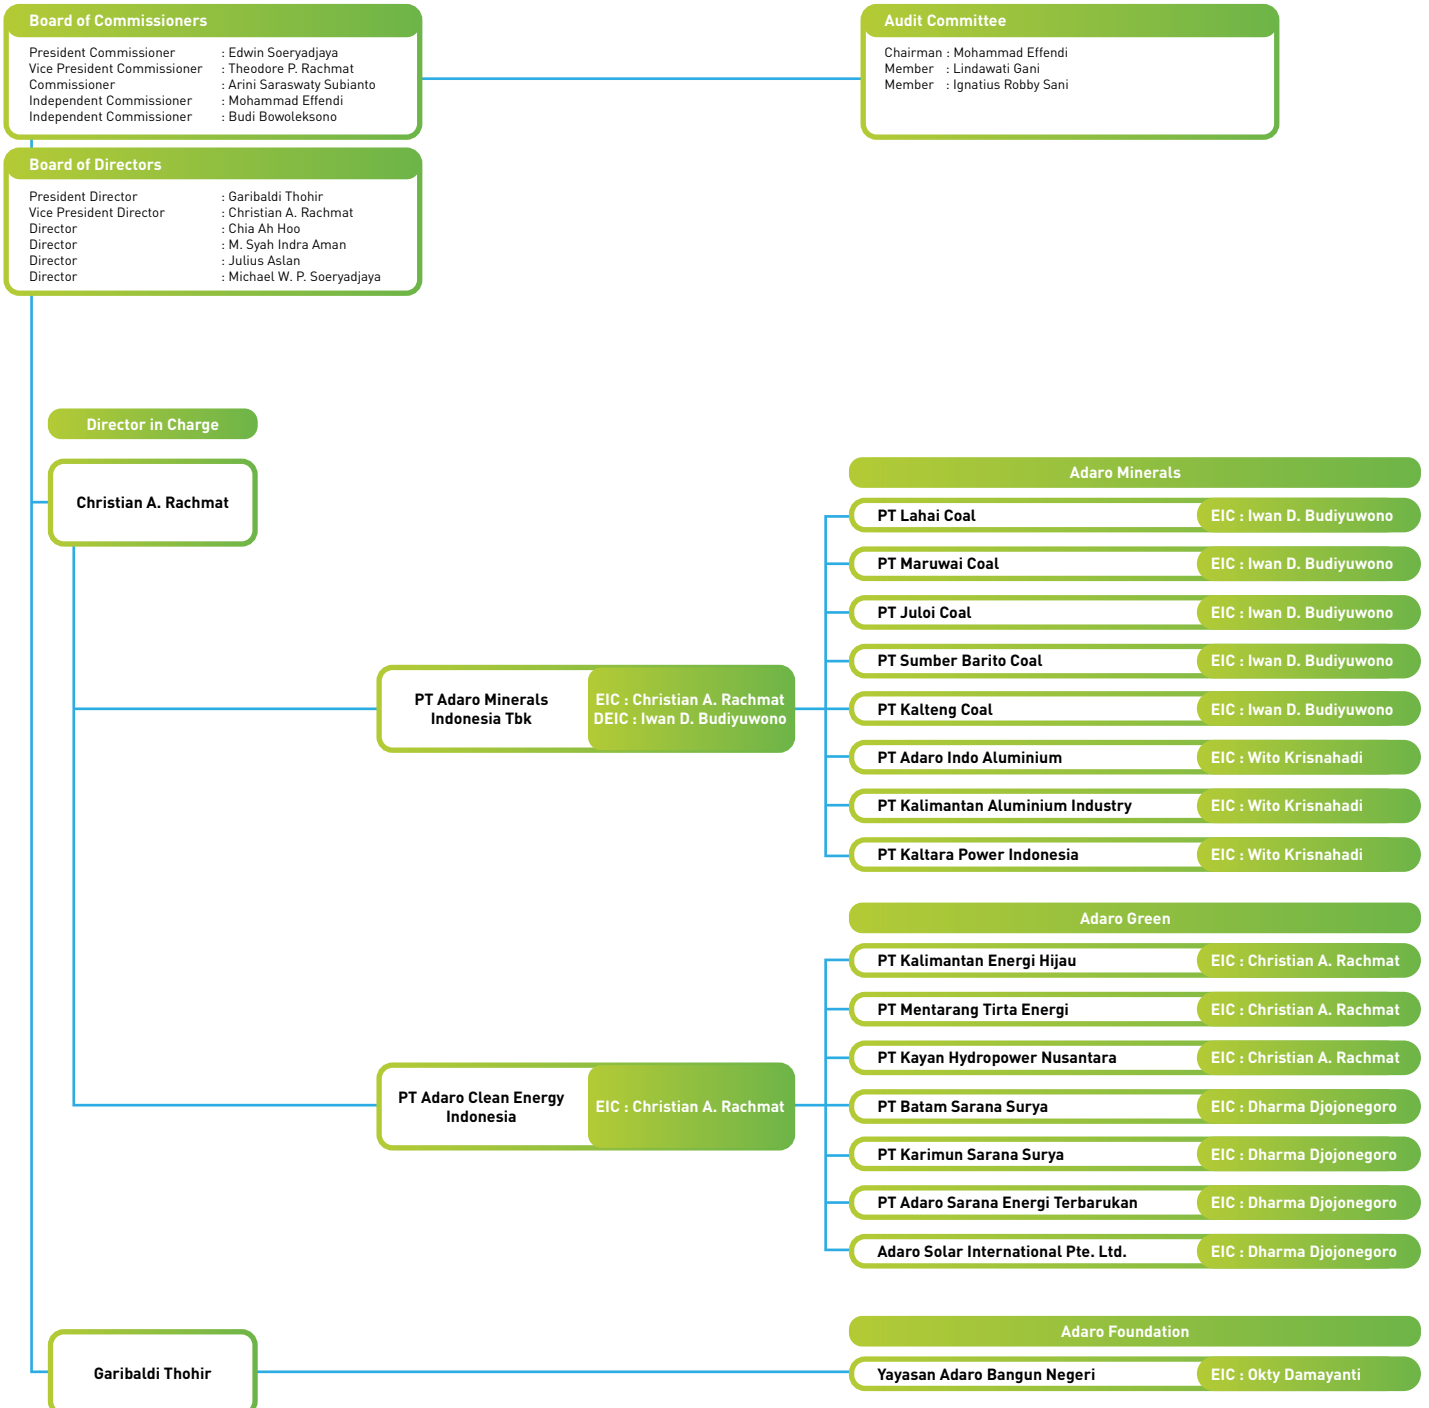 Board of Commissioners
President Commissioner : Edwin Soeryadjaya
Vice President Commissioner : Theodore P. Rachmat
Commissioner : Arini Saraswaty Subianto
Independent Commissioner : Mohammad Effendi
Independent Commissioner : Budi Bowoleksono
Audit Committee
Chairman : Mohammad Effendi
Member : Lindawati Gani
Member : Ignatius Robby Sani
Board of Directors
President Director : Garibaldi Thohir
Vice President Director : Christian A. Rachmat
Director : Chia Ah Hoo
Director : M. Syah Indra Aman
Director : Julius Aslan
Director : Michael W. P. Soeryadjaya
Director in Charge
Christian A. Rachmat
PT Adaro Minerals
Indonesia Tbk
EIC : Christian A. Rachmat
DEIC : Iwan D. Budiyuwono
Adaro Minerals
PT Lahai Coal EIC : Iwan D. Budiyuwono
PT Maruwai Coal EIC : Iwan D. Budiyuwono
PT Juloi Coal EIC : Iwan D. Budiyuwono
PT Sumber Barito Coal EIC : Iwan D. Budiyuwono
PT Kalteng Coal EIC : Iwan D. Budiyuwono
PT Adaro Indo Aluminium EIC : Wito Krisnahadi
PT Kalimantan Aluminium Industry EIC : Wito Krisnahadi
PT Kaltara Power Indonesia EIC : Wito Krisnahadi
PT Adaro Clean Energy
Indonesia
EIC : Christian A. Rachmat
Adaro Green
PT Kalimantan Energi Hijau EIC : Christian A. Rachmat
PT Mentarang Tirta Energi EIC : Christian A. Rachmat
PT Kayan Hydropower Nusantara EIC : Christian A. Rachmat
PT Batam Sarana Surya EIC : Dharma Djojonegoro
PT Karimun Sarana Surya EIC : Dharma Djojonegoro
PT Adaro Sarana Energi Terbarukan EIC : Dharma Djojonegoro
Adaro Solar International Pte. Ltd. EIC : Dharma Djojonegoro
Garibaldi Thohir
Adaro Foundation
Yayasan Adaro Bangun Negeri EIC : Okty Damayanti